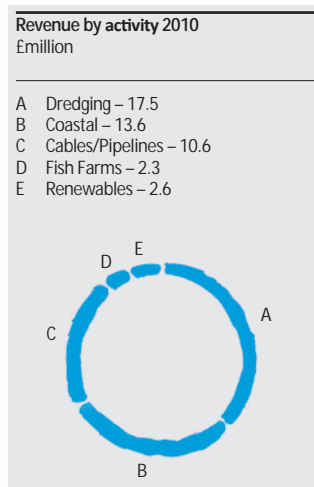 Revenue by activity 2010
£million
A Dredging – 17.5
B Coastal – 13.6
C Cables/Pipelines – 10.6
D Fish Farms – 2.3
E Renewables – 2.6
E
D
A
C
B